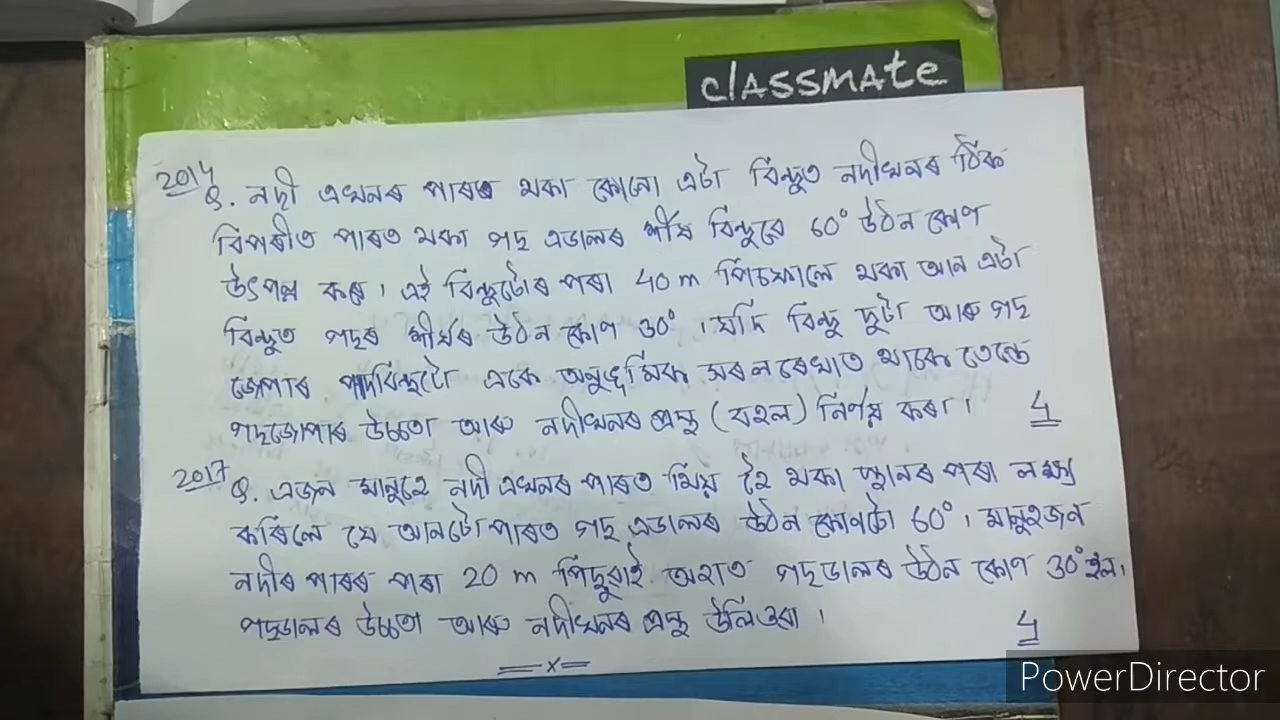 classmate
2014
Q. নদী এখনৰ পাৰৰ থকা কোনো এটা বিন্দুত নদীখনৰ ঠিক
বিপৰীত পাৰত থকা গছ এডালৰ শীৰ্ষ বিন্দুৱে 60° উঠন কোণ
উৎপন্ন কৰে। এই বিন্দুটোৰ পৰা 40 m পিচফালে থকা আন এটা
বিন্দুত গছৰ শীৰ্ষৰ উঠন কোণ 30°। যদি বিন্দু দুটা আৰু গছ
জোপাৰ পাদবিন্দুটো একে অনুভূমিক সৰল ৰেখাত থাকে তেন্তে
গছজোপাৰ উচ্চতা আৰু নদীখনৰ প্ৰস্থ (বহল) নিৰ্ণয় কৰা। 4
2017
Q. এজন মানুহে নদী এখনৰ পাৰত থিয় হৈ থকা স্থানৰ পৰা লক্ষ্য
কৰিলে যে আনটো পাৰত গছ এডালৰ উঠন কোণটো 60°। মানুহজন
নদীৰ পাৰৰ পৰা 20 m পিছুৱাই অহাত গছডালৰ উঠন কোণ 30° হ'ল।
গছডালৰ উচ্চতা আৰু নদীখনৰ প্ৰস্থ উলিওৱা। 4
x
PowerDirector